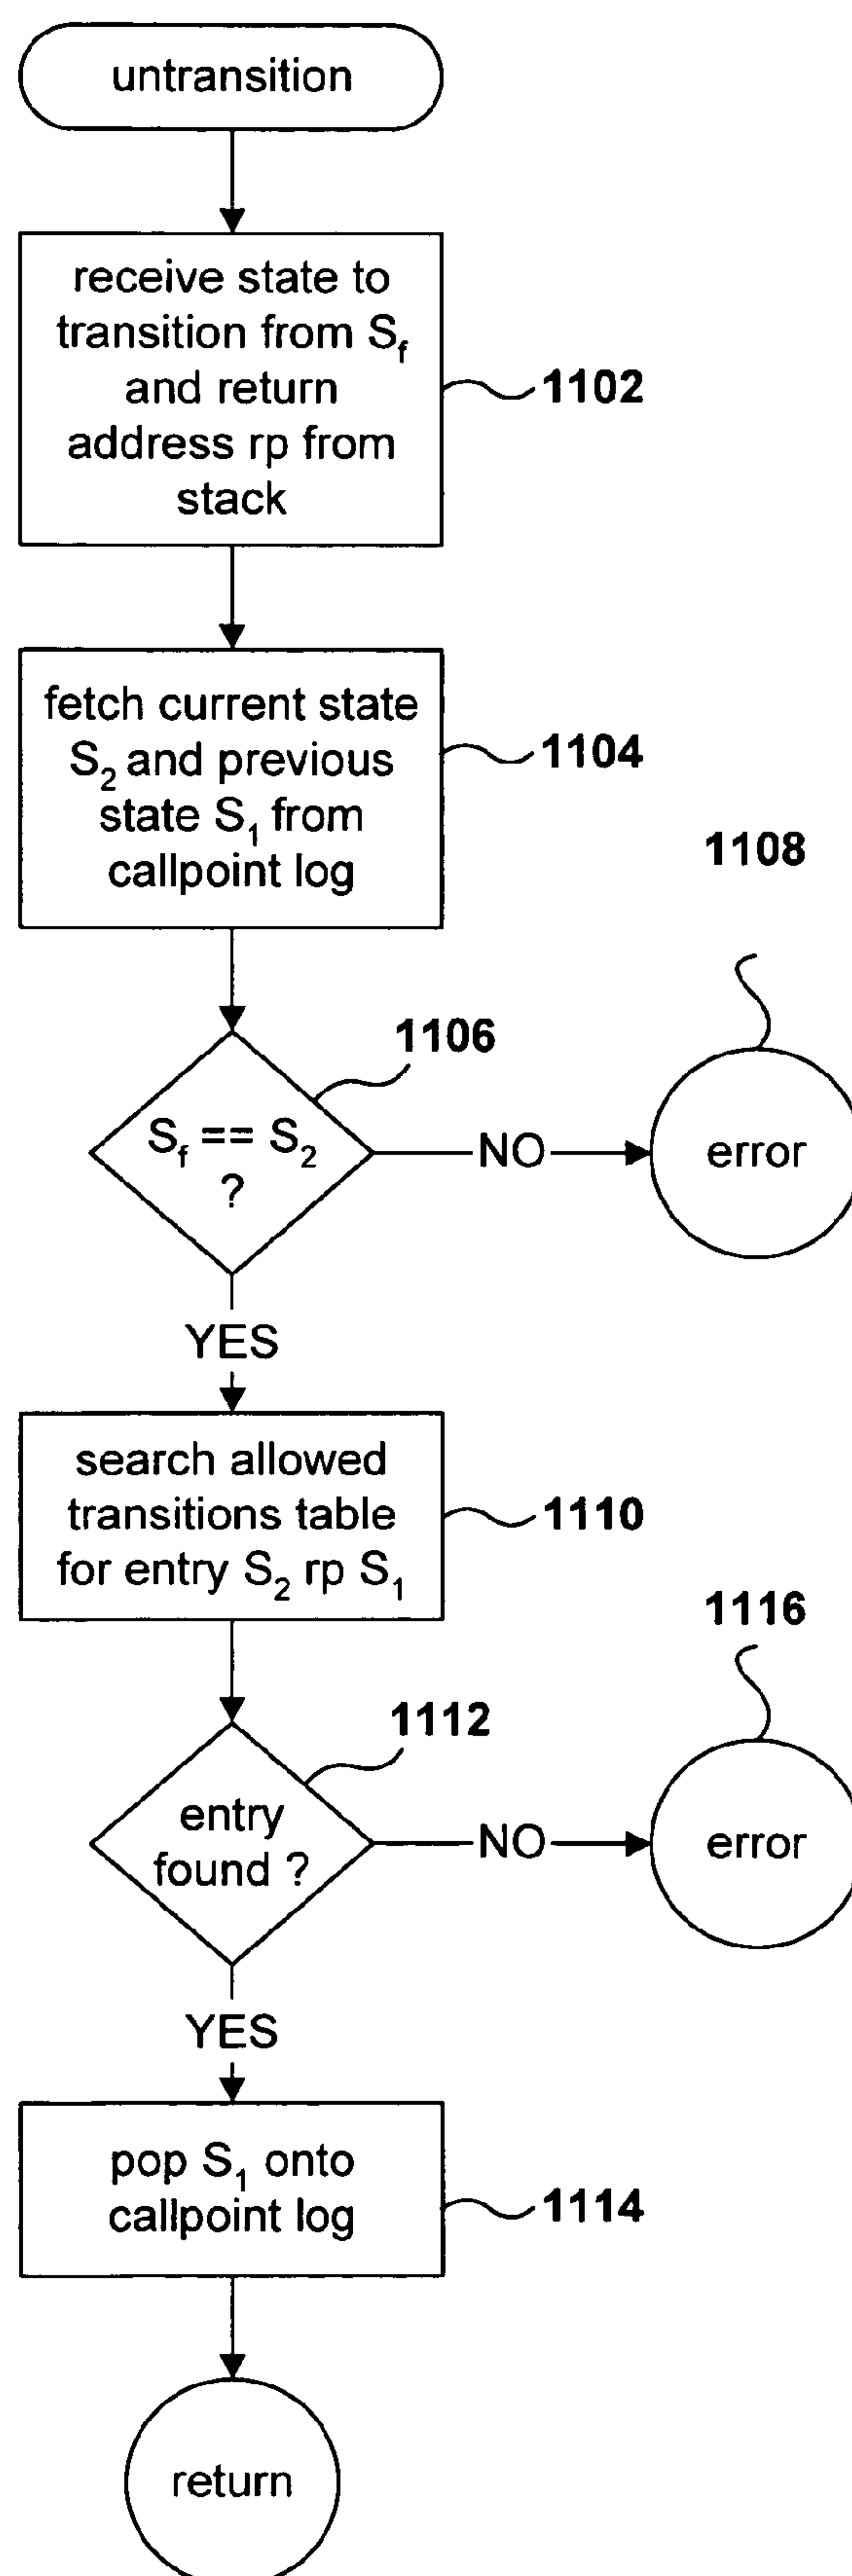 untransition
receive state to
transition from Sf
and return
address rp from
stack
1102
fetch current state
S2 and previous
state S1 from
callpoint log
1104
1108
1106
Sf == S2
?
NO
error
YES
search allowed
transitions table
for entry S2 rp S1
1110
1116
1112
entry
found ?
NO
error
YES
pop S1 onto
callpoint log
1114
return